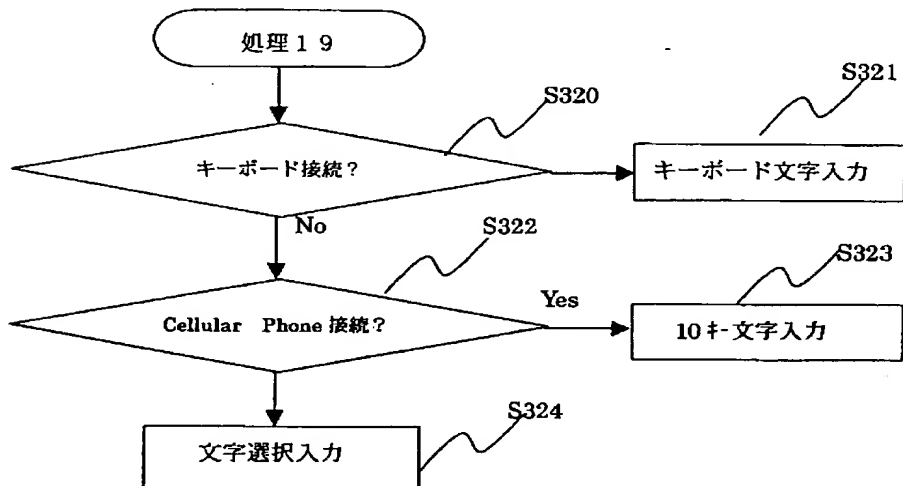 処理１９
S320
S321
キーボード接続？
キーボード文字入力
No
S322
S323
Cellular Phone 接続？
Yes
10ｷｰ文字入力
S324
文字選択入力